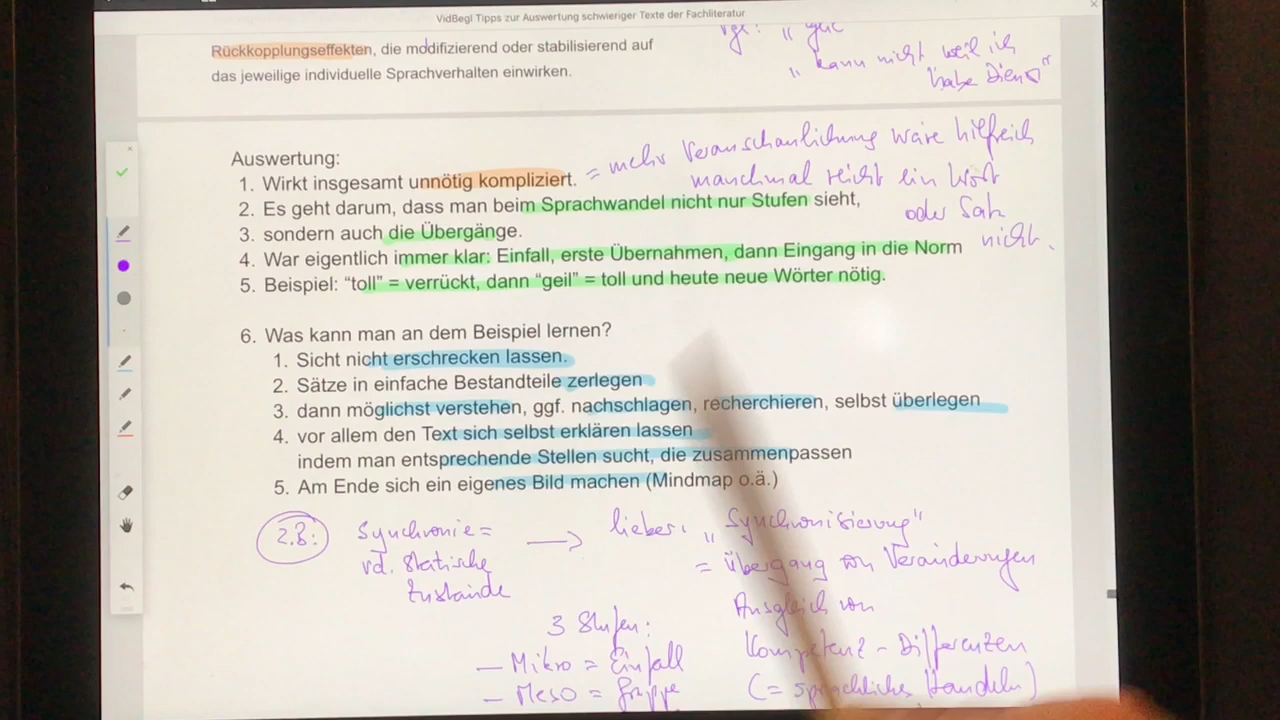 VidBegl Tipps zur Auswertung schwieriger Texte der Fachliteratur
Rückkopplungseffekten, die modifizierend oder stabilisierend auf
das jeweilige individuelle Sprachverhalten einwirken.
vgl.: "gut
"kann nicht weil ich
habe Dienst"
Auswertung:
1. Wirkt insgesamt unnötig kompliziert.
= mehr Veranschaulichung wäre hilfreich
manchmal reicht ein Wort
oder Satz
nicht.
2. Es geht darum, dass man beim Sprachwandel nicht nur Stufen sieht,
3. sondern auch die Übergänge.
4. War eigentlich immer klar: Einfall, erste Übernahmen, dann Eingang in die Norm
5. Beispiel: “toll” = verrückt, dann “geil” = toll und heute neue Wörter nötig.
6. Was kann man an dem Beispiel lernen?
1. Sicht nicht erschrecken lassen.
2. Sätze in einfache Bestandteile zerlegen
3. dann möglichst verstehen, ggf. nachschlagen, recherchieren, selbst überlegen
4. vor allem den Text sich selbst erklären lassen
indem man entsprechende Stellen sucht, die zusammenpassen
5. Am Ende sich ein eigenes Bild machen (Mindmap o.ä.)
z.B:
Synchronie =
vd. statische
Zustände
→ lieber: "Synchronisierung"
= Übergang von Veränderungen
Ausgleich von
Kompetenz-Differenzen
(= sprachliches Handeln)
3 Stufen:
— Mikro = Einfall
— Meso = Gruppe